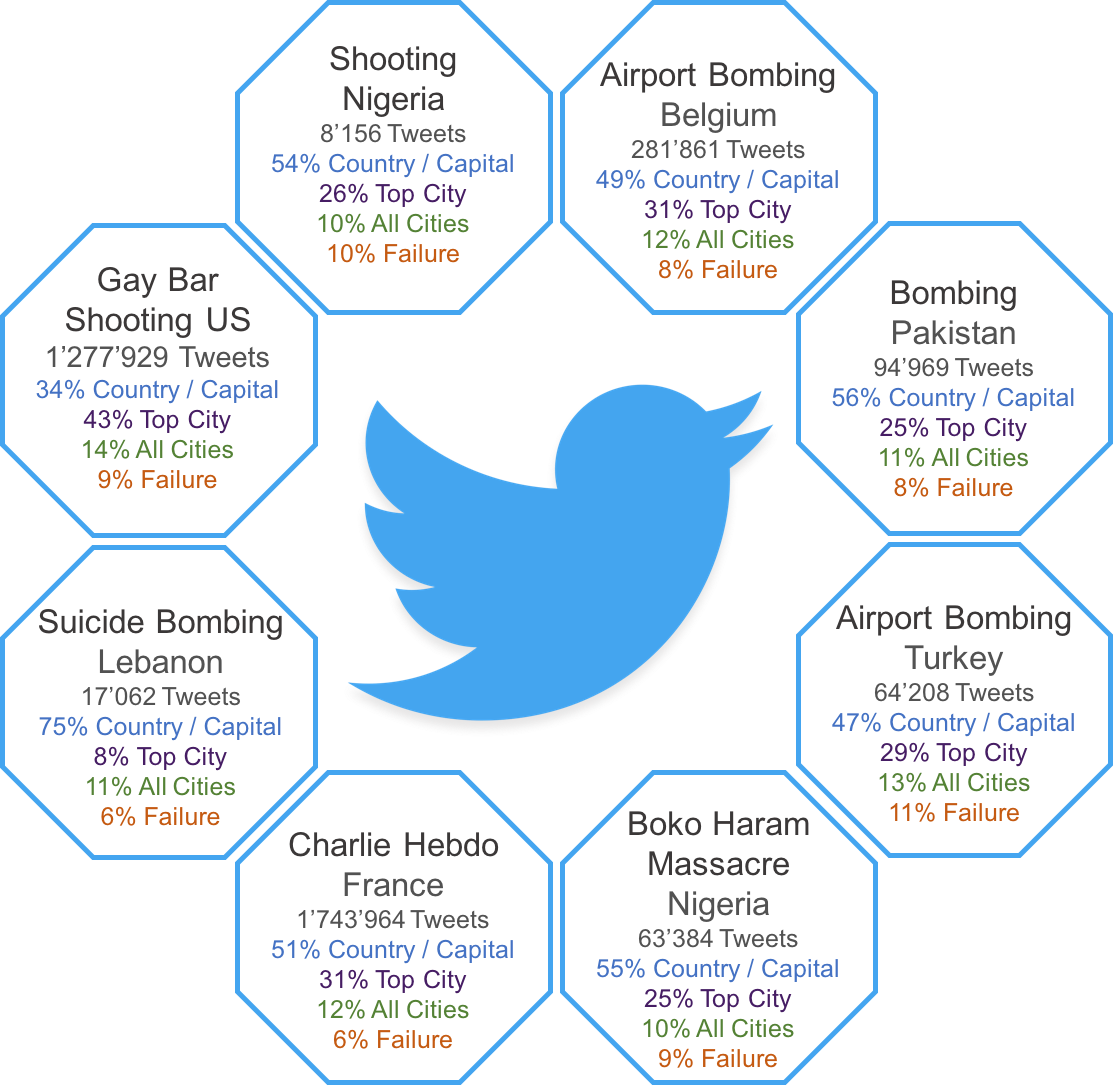 Shooting
Nigeria
8’156 Tweets
54% Country / Capital
26% Top City
10% All Cities
10% Failure
Airport Bombing
Belgium
281’861 Tweets
49% Country / Capital
31% Top City
12% All Cities
8% Failure
Gay Bar
Shooting US
1’277’929 Tweets
34% Country / Capital
43% Top City
14% All Cities
9% Failure
Bombing
Pakistan
94’969 Tweets
56% Country / Capital
25% Top City
11% All Cities
8% Failure
Suicide Bombing
Lebanon
17’062 Tweets
75% Country / Capital
8% Top City
11% All Cities
6% Failure
Airport Bombing
Turkey
64’208 Tweets
47% Country / Capital
29% Top City
13% All Cities
11% Failure
Charlie Hebdo
France
1’743’964 Tweets
51% Country / Capital
31% Top City
12% All Cities
6% Failure
Boko Haram
Massacre
Nigeria
63’384 Tweets
55% Country / Capital
25% Top City
10% All Cities
9% Failure